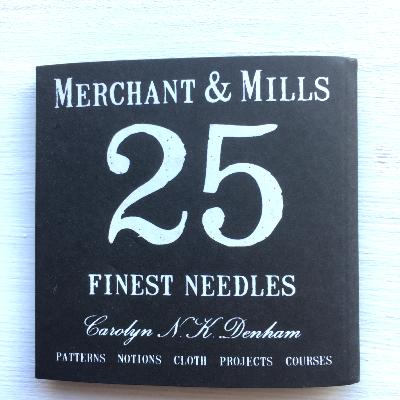 MERCHANT & MILLS
25
FINEST NEEDLES
Carolyn N.K. Denham
PATTERNS NOTIONS CLOTH PROJECTS COURSES